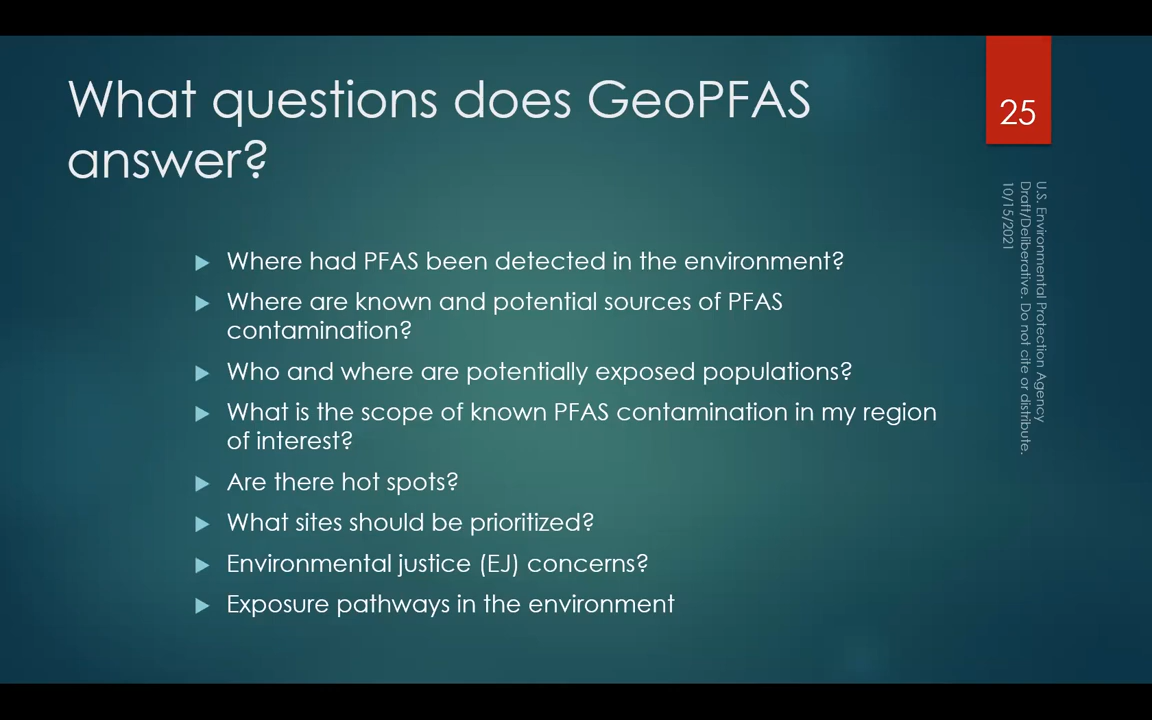 What questions does GeoPFAS
answer?
25
U.S. Environmental Protection Agency
Draft/Deliberative. Do not cite or distribute.
10/15/2021
Where had PFAS been detected in the environment?
Where are known and potential sources of PFAS
contamination?
Who and where are potentially exposed populations?
What is the scope of known PFAS contamination in my region
of interest?
Are there hot spots?
What sites should be prioritized?
Environmental justice (EJ) concerns?
Exposure pathways in the environment